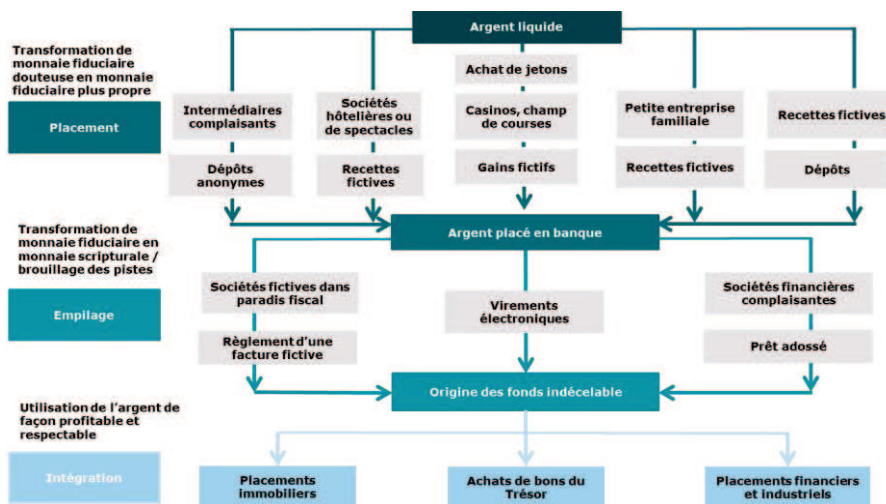 Argent liquide
Transformation de
monnaie fiduciaire
douteuse en monnaie
fiduciaire plus propre
Placement
Intermédiaires
complaisants
Dépôts
anonymes
Sociétés
hôtelières ou
de spectacles
Recettes
fictives
Achat de jetons
Casinos, champ
de courses
Gains fictifs
Petite entreprise
familiale
Recettes fictives
Recettes fictives
Dépôts
Argent placé en banque
Transformation de
monnaie fiduciaire en
monnaie scripturale /
brouillage des pistes
Empilage
Sociétés fictives dans
paradis fiscal
Règlement d'une
facture fictive
Virements
électroniques
Sociétés financières
complaisantes
Prêt adossé
Origine des fonds indécelable
Utilisation de l'argent de
façon profitable et
respectable
Intégration
Placements
immobiliers
Achats de bons du
Trésor
Placements financiers
et industriels